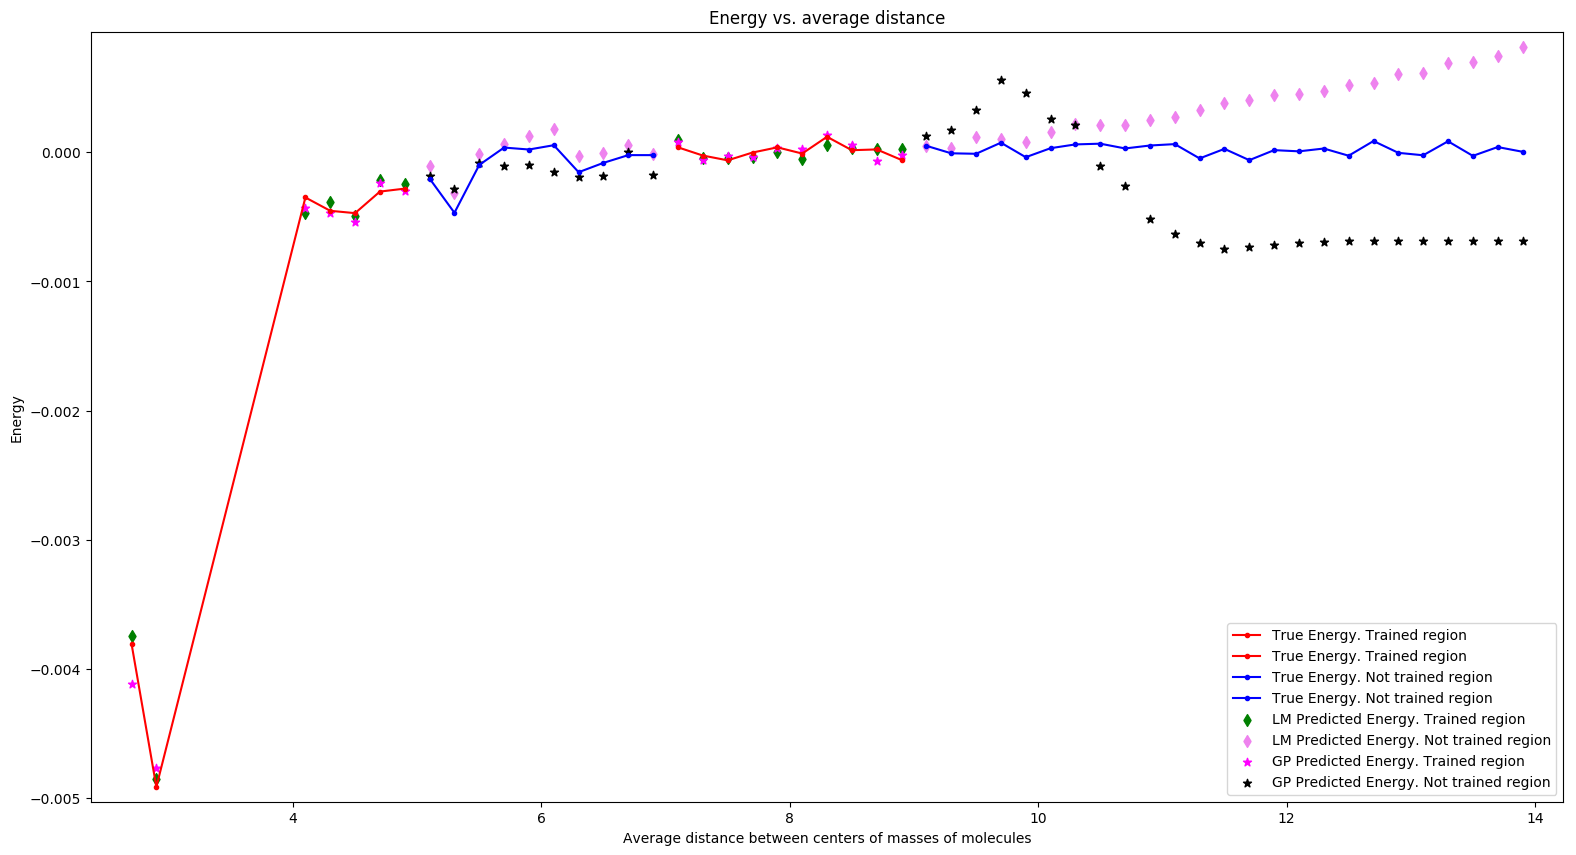 Energy vs. average distance
Energy
0.000
−0.001
−0.002
−0.003
−0.004
−0.005
4
6
8
10
12
14
Average distance between centers of masses of molecules
True Energy. Trained region
True Energy. Trained region
True Energy. Not trained region
True Energy. Not trained region
LM Predicted Energy. Trained region
LM Predicted Energy. Not trained region
GP Predicted Energy. Trained region
GP Predicted Energy. Not trained region